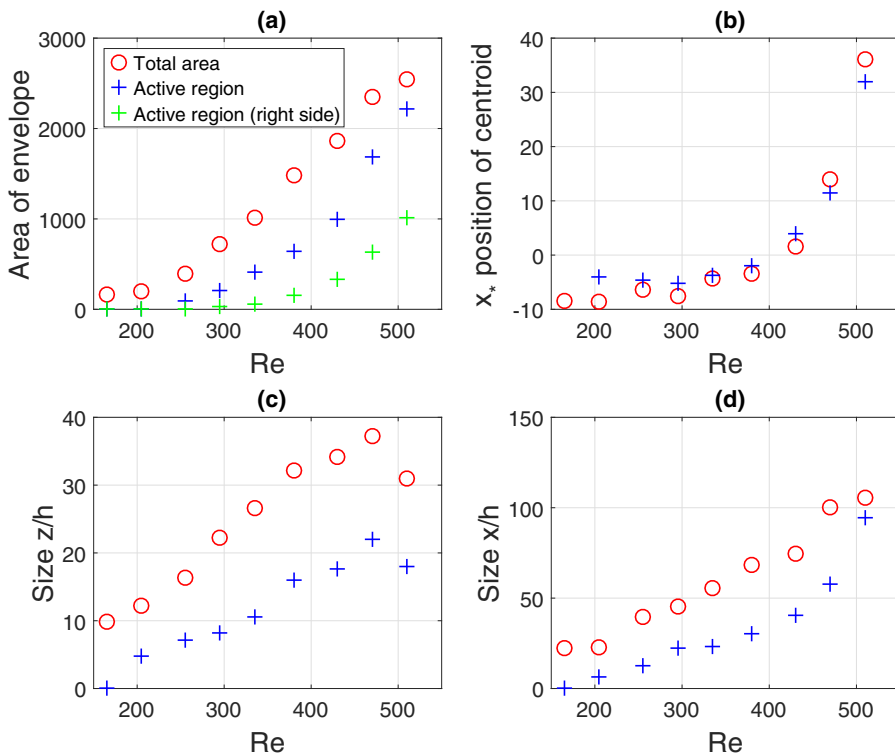 (a)
3000
2000
1000
0
Area of envelope
Total area
Active region
Active region (right side)
200
300
400
500
Re
(b)
40
30
20
10
0
-10
x* position of centroid
200
300
400
500
Re
(c)
40
30
20
10
0
Size z/h
200
300
400
500
Re
(d)
150
100
50
0
Size x/h
200
300
400
500
Re